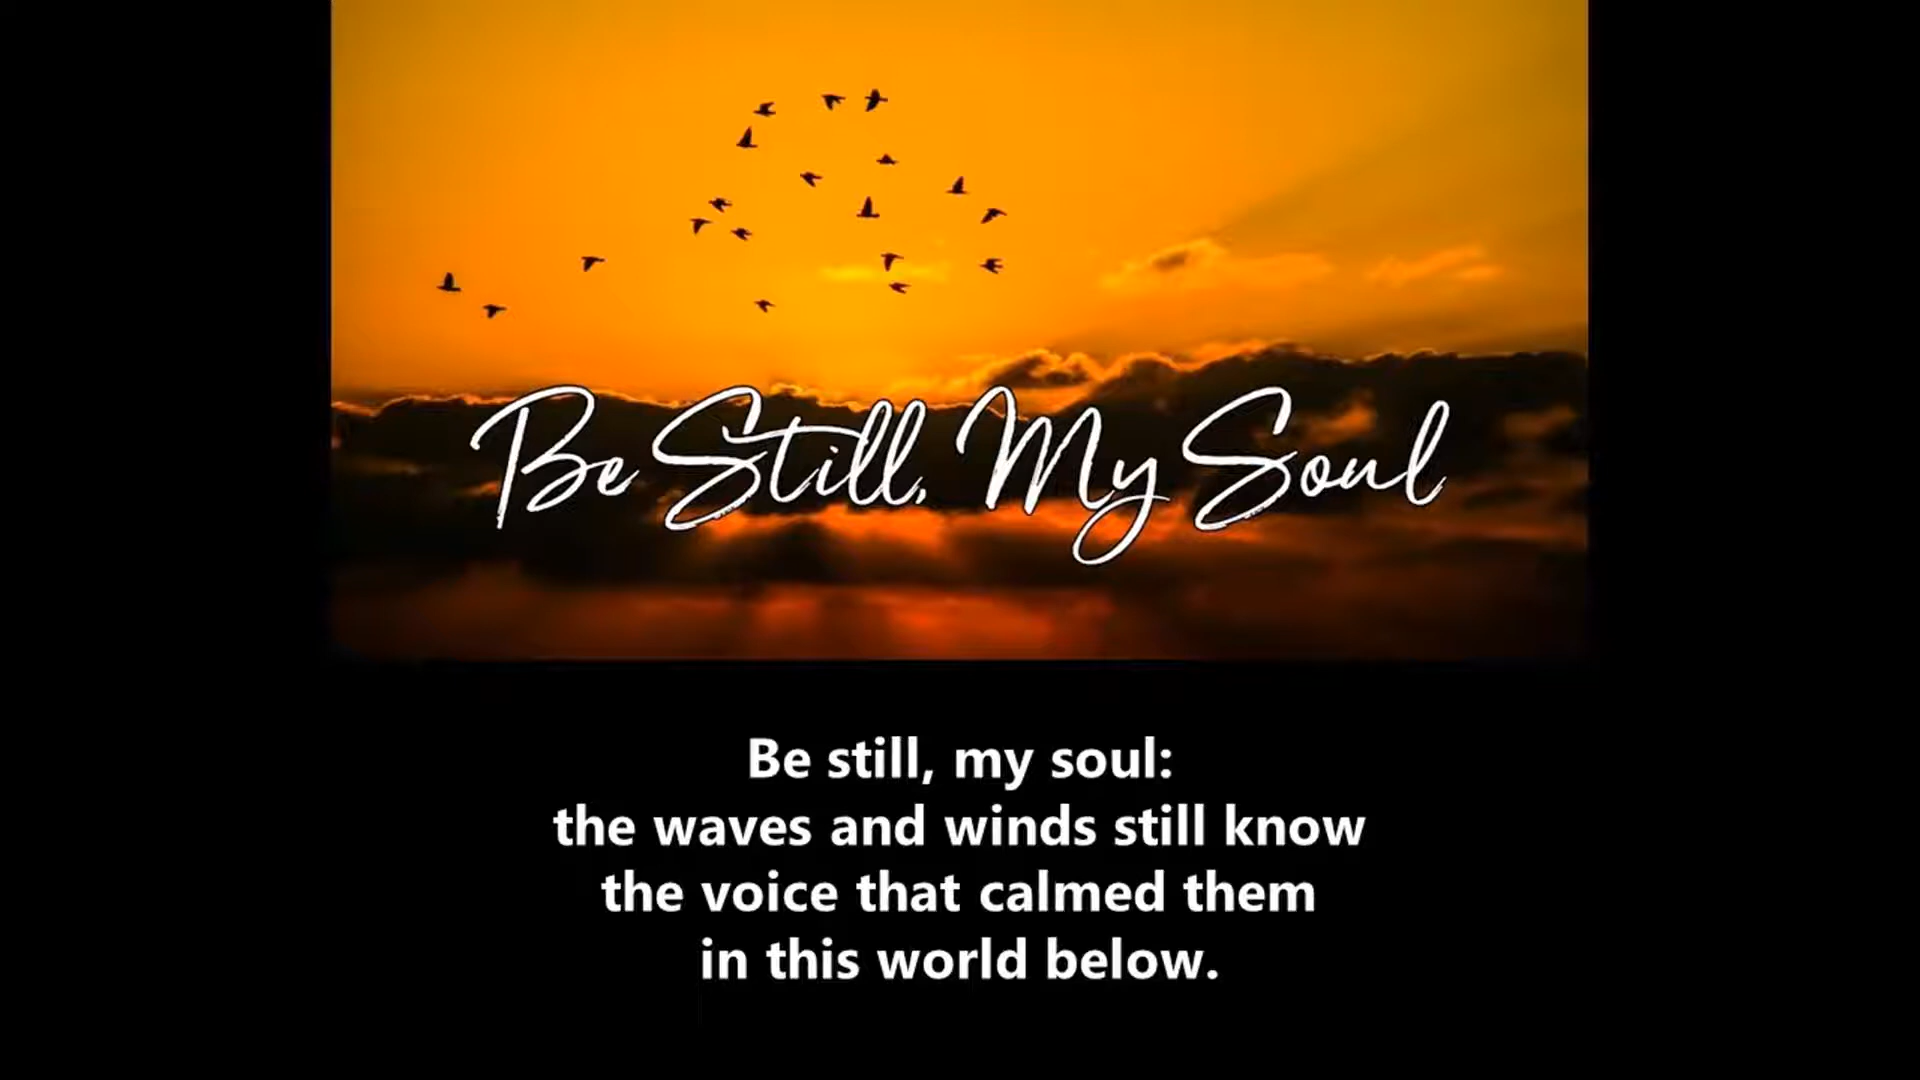 Be Still, My Soul
Be still, my soul:
the waves and winds still know
the voice that calmed them
in this world below.